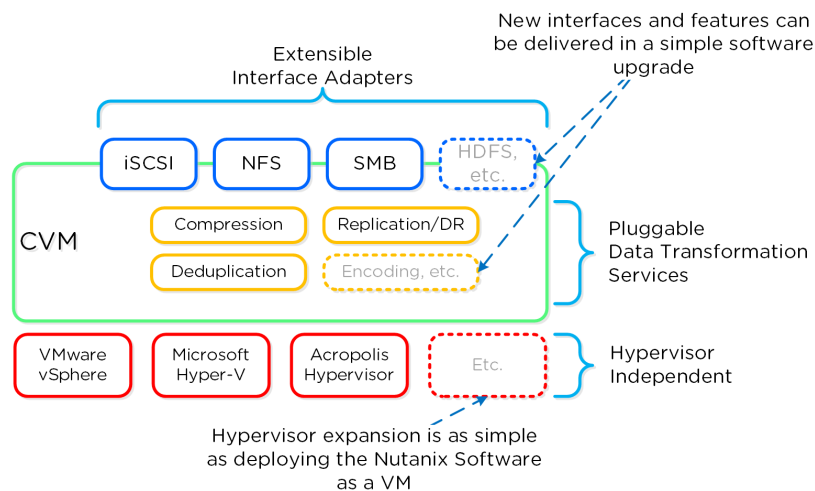 New interfaces and features can
be delivered in a simple software
upgrade
Extensible
Interface Adapters
iSCSI
NFS
SMB
HDFS,
etc.
CVM
Compression
Replication/DR
Deduplication
Encoding, etc.
Pluggable
Data Transformation
Services
VMware
vSphere
Microsoft
Hyper-V
Acropolis
Hypervisor
Etc.
Hypervisor
Independent
Hypervisor expansion is as simple
as deploying the Nutanix Software
as a VM